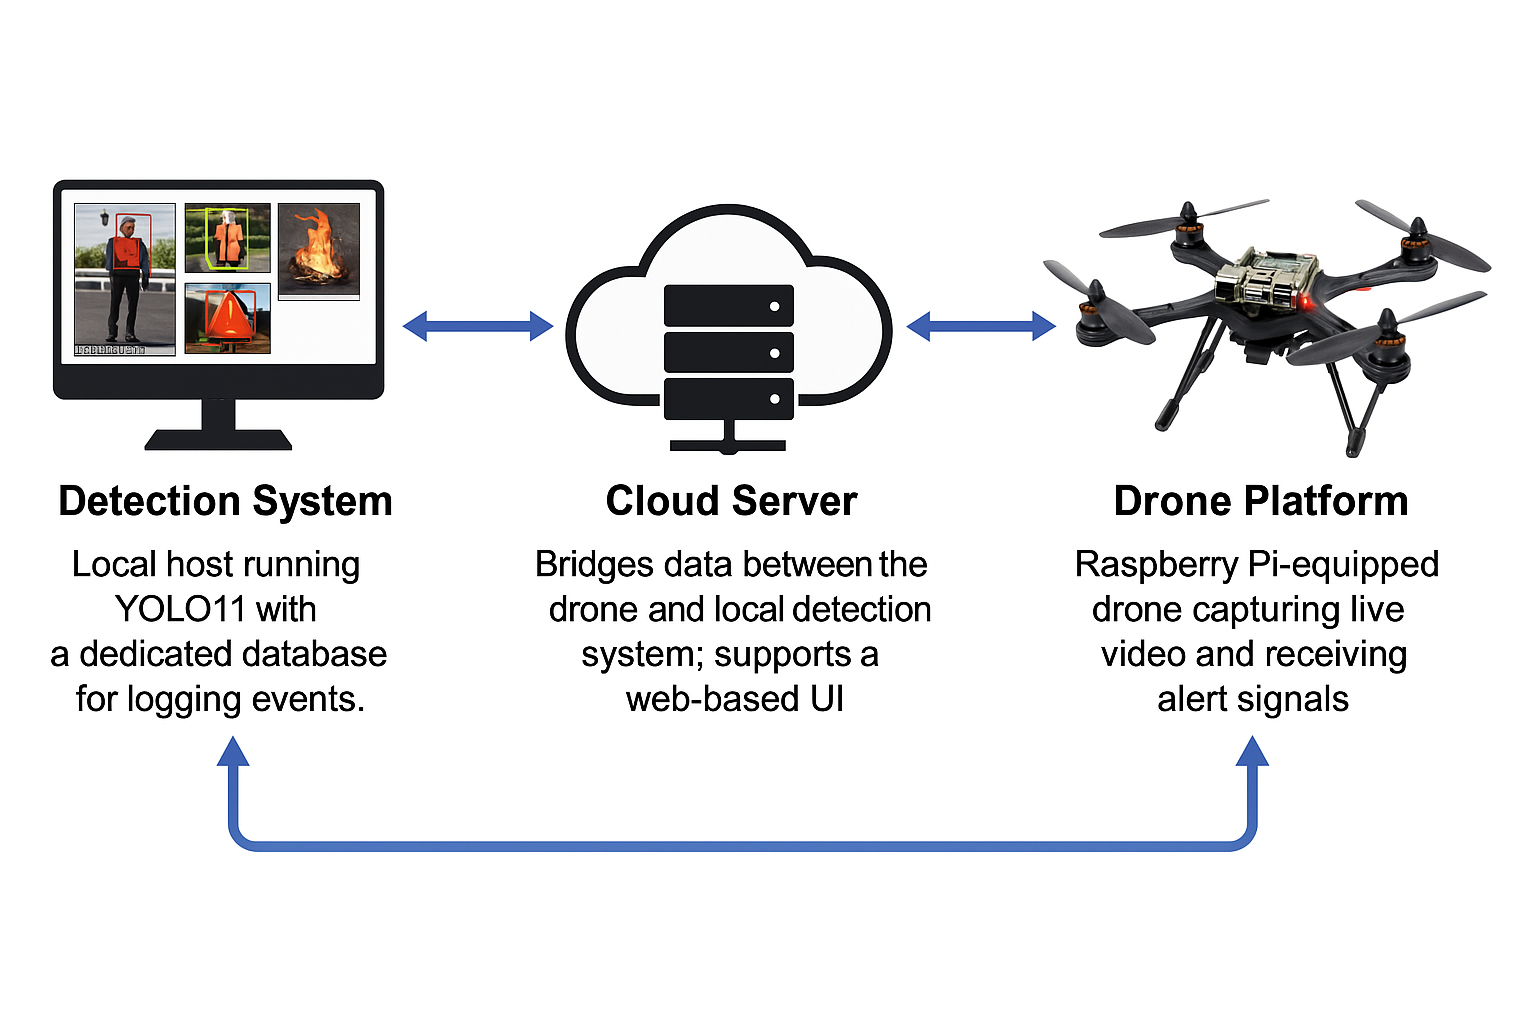 Detection System
Local host running
YOLO11 with
a dedicated database
for logging events.
Cloud Server
Bridges data between the
drone and local detection
system; supports a
web-based UI
Drone Platform
Raspberry Pi-equipped
drone capturing live
video and receiving
alert signals